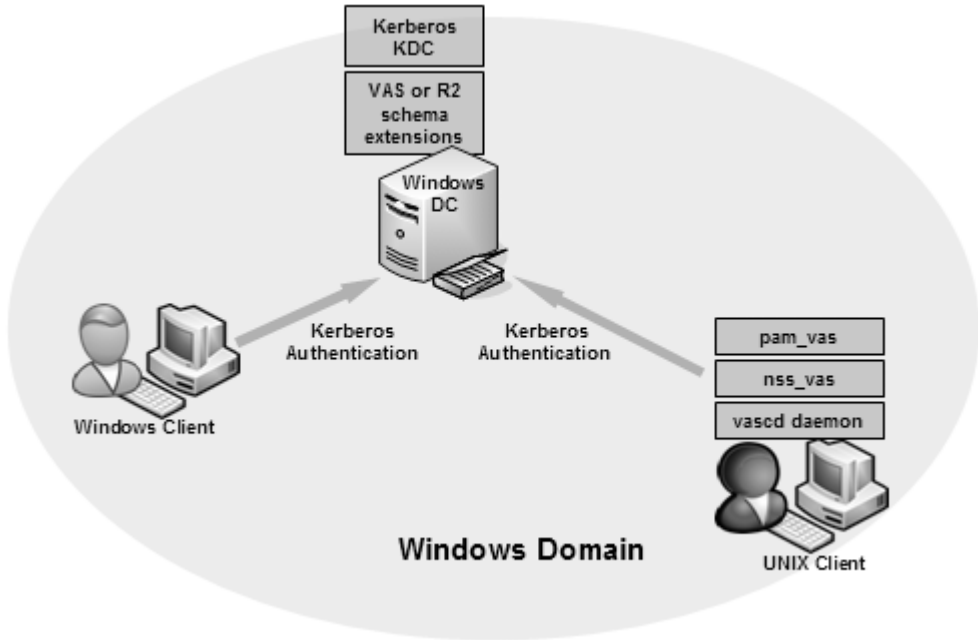 Kerberos
KDC
VAS or R2
schema
extensions
Windows
DC
Kerberos
Authentication
Kerberos
Authentication
pam_vas
nss_vas
vascd daemon
Windows Client
Windows Domain
UNIX Client